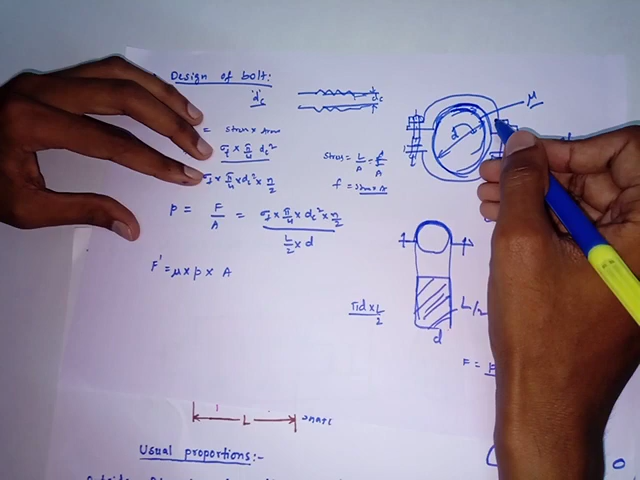 Design of bolt:
'dc'
dc
μ
d
= stress × Area
σt × π/4 × dc²
σt × π/4 × dc² × n/2
stress = L/A =
f = stress × A
P = F/A = σt × π/4 × dc² × n/2
L/2 × d
F' = μ × p × A
πd × L/2
L/2
d
F =
L
Usual proportions:-